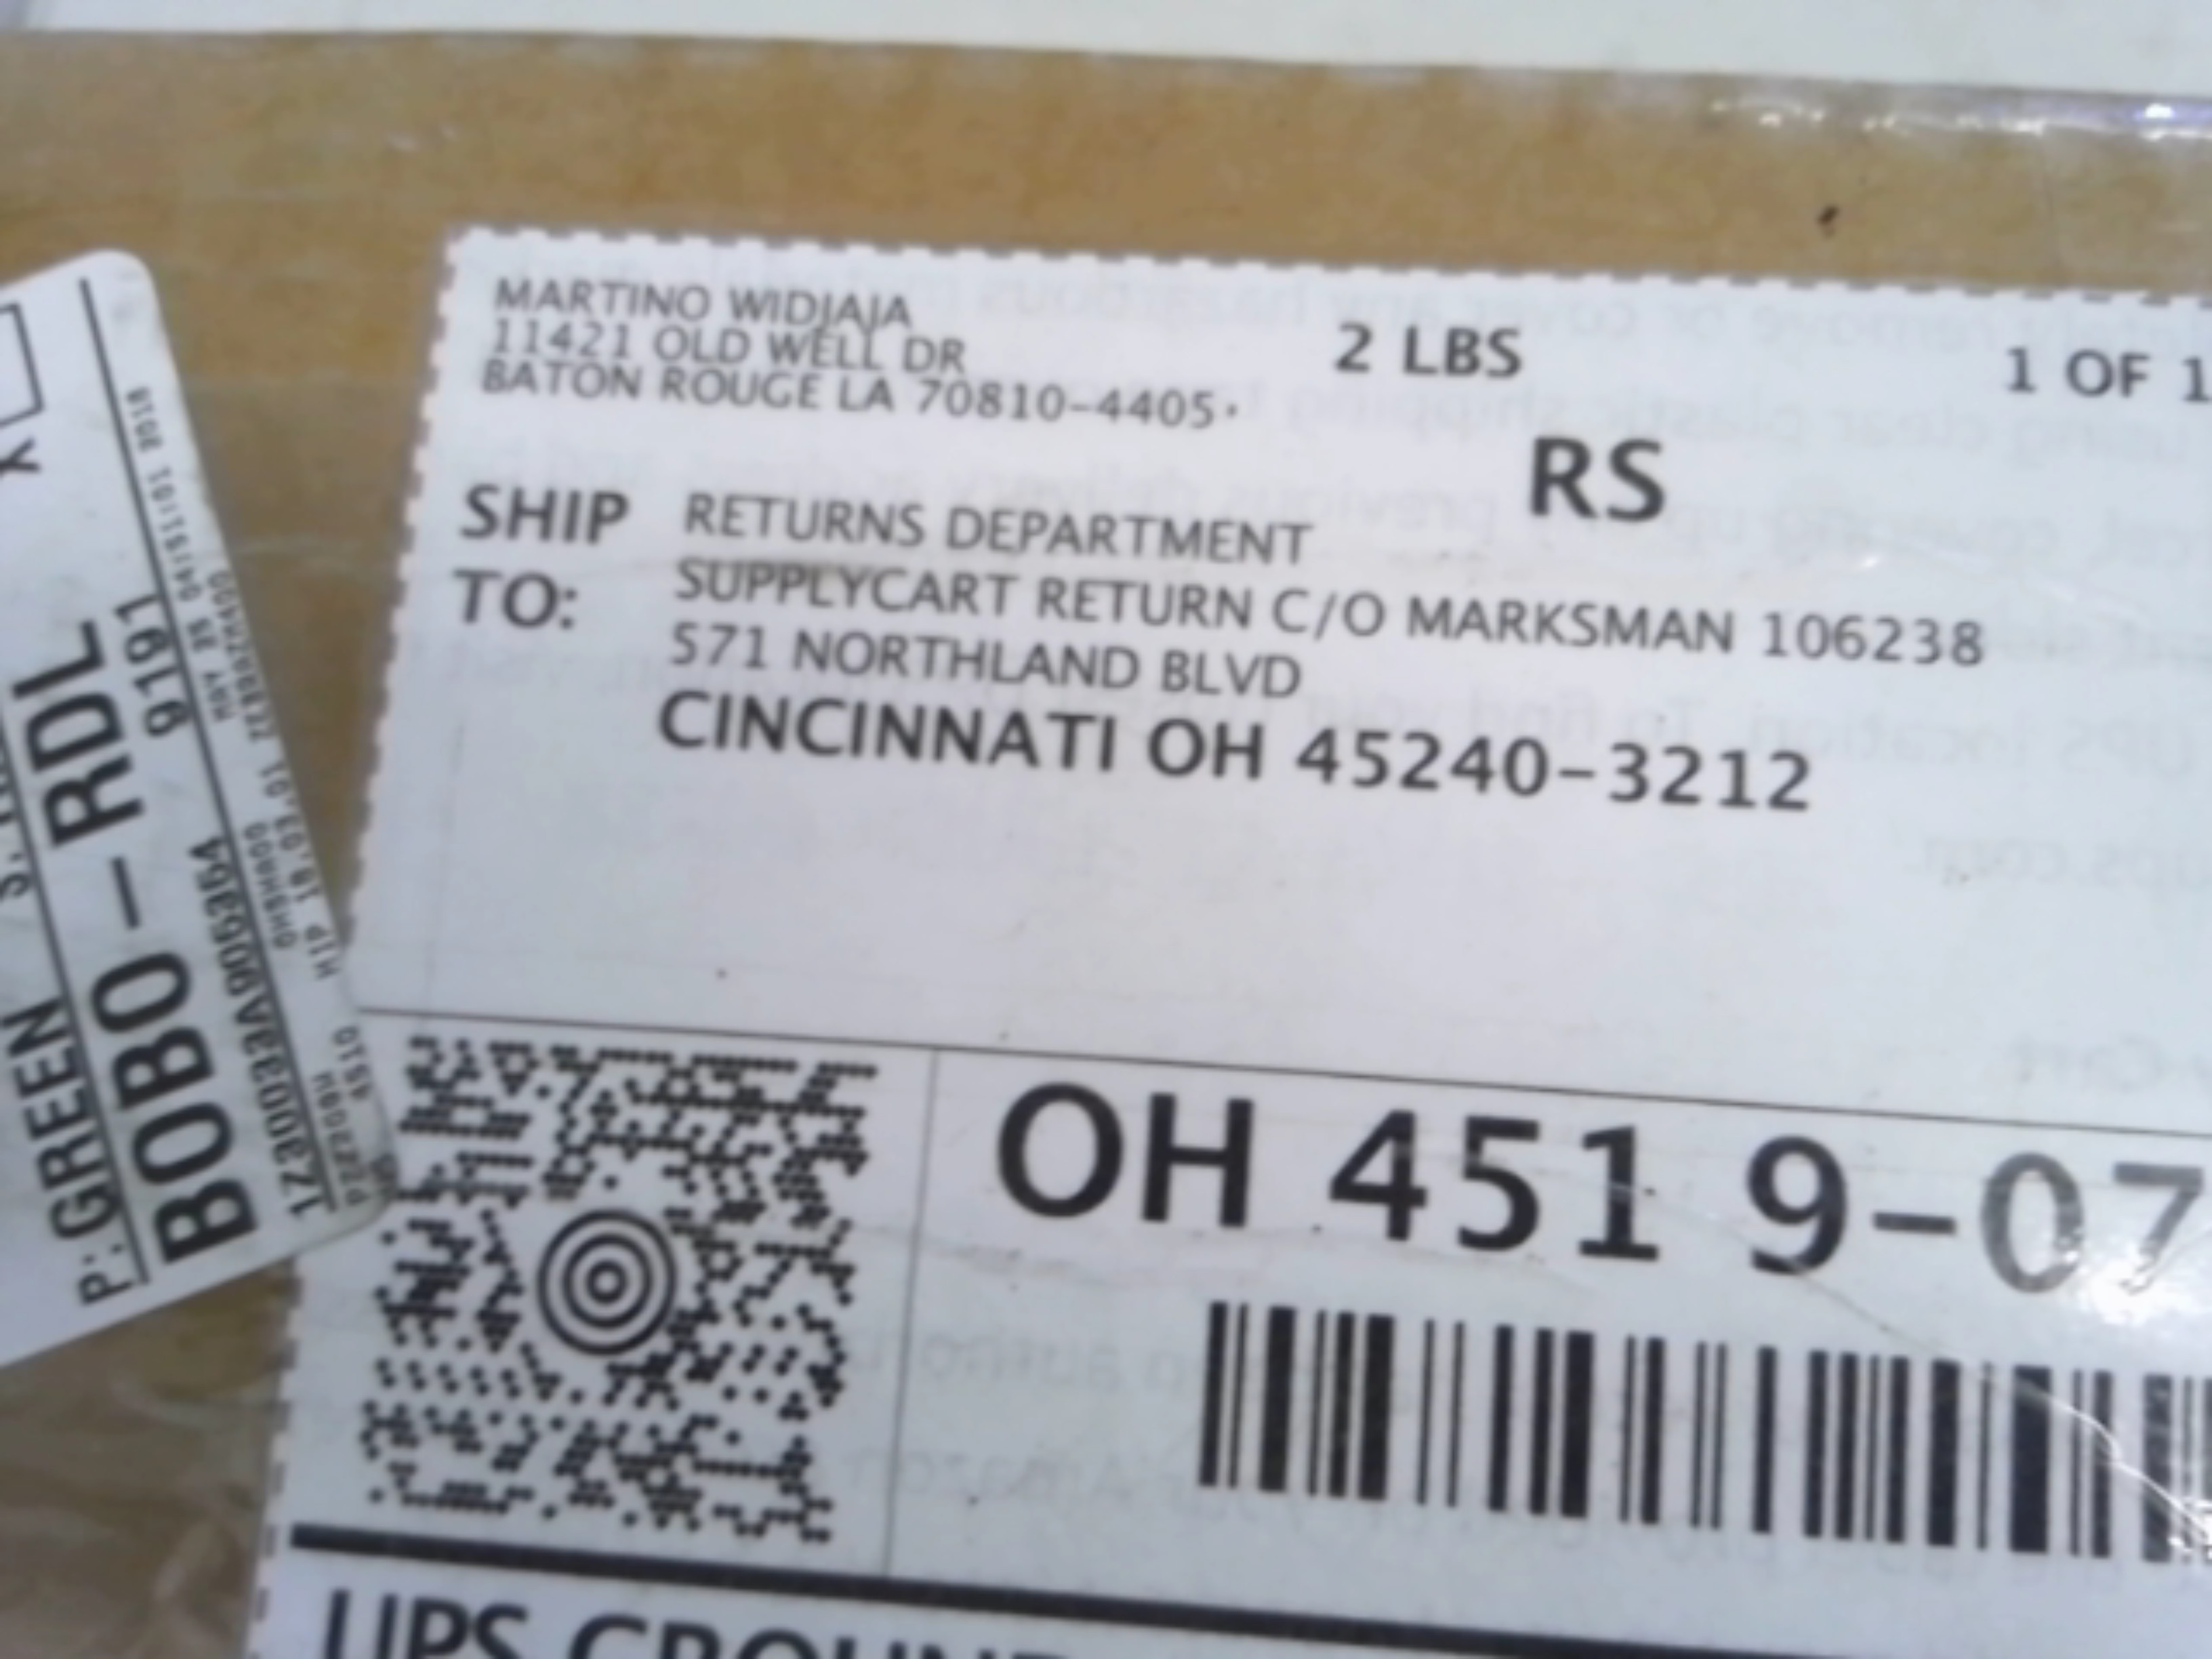 MARTINO WIDJAJA
11421 OLD WELL DR
BATON ROUGE LA 70810-4405
2 LBS
1 OF 1
RS
SHIP TO:
RETURNS DEPARTMENT
SUPPLYCART RETURN C/O MARKSMAN 106238
571 NORTHLAND BLVD
CINCINNATI OH 45240-3212
OH 451 9-07
UPS GROUND
P: GREEN
BOBO - RDL
9191